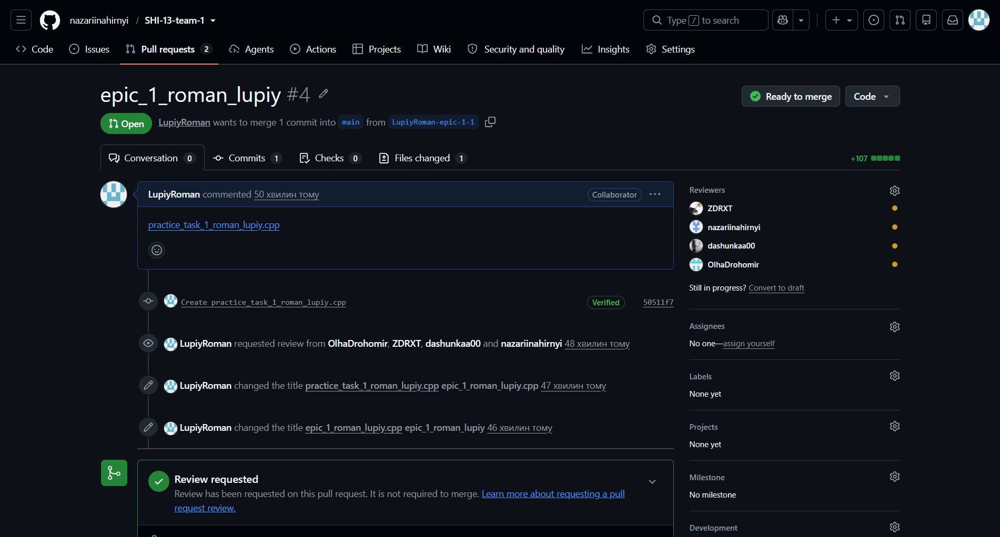 nazariinahirnyi / SHI-13-team-1
Type / to search
Code Issues Pull requests 2 Agents Actions Projects Wiki Security and quality Insights Settings
epic_1_roman_lupiy #4
Ready to merge Code
Open LupiyRoman wants to merge 1 commit into main from LupiyRoman-epic-1-1
Conversation 0 Commits 1 Checks 0 Files changed 1 +107
LupiyRoman commented 50 хвилин тому Collaborator
practice_task_1_roman_lupiy.cpp
Create practice_task_1_roman_lupiy.cpp Verified 50511f7
LupiyRoman requested review from OlhaDrohomir, ZDRXT, dashunkaa00 and nazariinahirnyi 48 хвилин тому
LupiyRoman changed the title practice_task_1_roman_lupiy.cpp epic_1_roman_lupiy.cpp 47 хвилин тому
LupiyRoman changed the title epic_1_roman_lupiy.cpp epic_1_roman_lupiy 46 хвилин тому
Review requested
Review has been requested on this pull request. It is not required to merge. Learn more about requesting a pull
request review.
Reviewers
ZDRXT
nazariinahirnyi
dashunkaa00
OlhaDrohomir
Still in progress? Convert to draft
Assignees
No one—assign yourself
Labels
None yet
Projects
None yet
Milestone
No milestone
Development